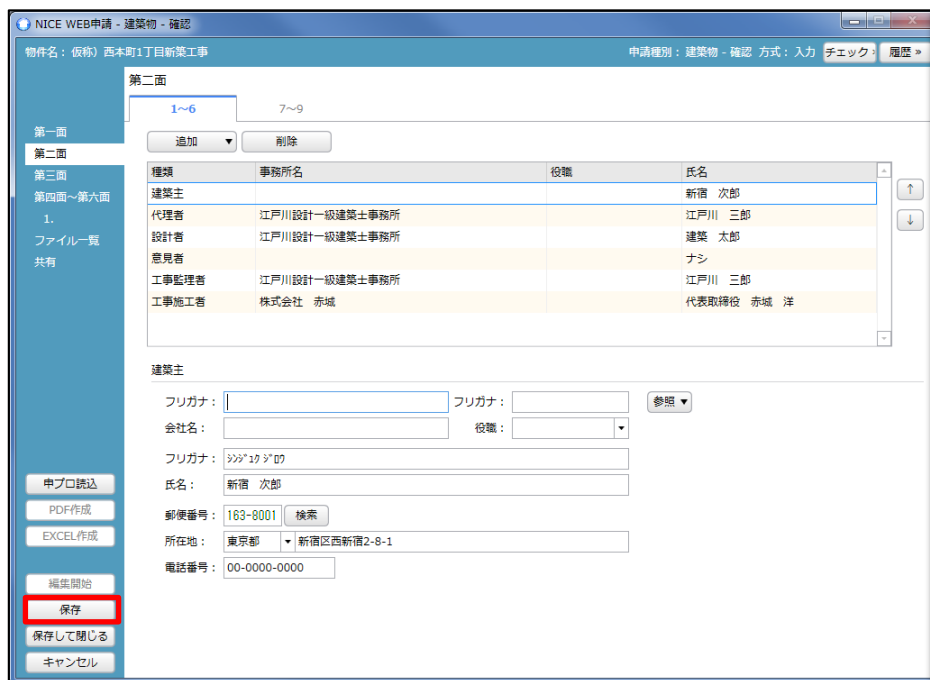 NICE WEB申請 - 建築物 - 確認
物件名： 仮称）西本町1丁目新築工事
申請種別： 建築物 - 確認 方式： 入力 チェック » 履歴 »
第一面
第二面
第三面
第四面～第六面
1.
ファイル一覧
共有
申プロ読込
PDF作成
EXCEL作成
編集開始
保存
保存して閉じる
キャンセル
第二面
1～6 7～9
追加 ▼ 削除
種類 事務所名 役職 氏名
建築主 新宿 次郎
代理者 江戸川設計一級建築士事務所 江戸川 三郎
設計者 江戸川設計一級建築士事務所 建築 太郎
意見者 ナシ
工事監理者 江戸川設計一級建築士事務所 江戸川 三郎
工事施工者 株式会社 赤城 代表取締役 赤城 洋
↑
↓
建築主
フリガナ： フリガナ： 参照 ▼
会社名： 役職：
フリガナ： ｼﾝｼﾞｭｸ ｼﾞﾛｳ
氏名： 新宿 次郎
郵便番号： 163-8001 検索
所在地： 東京都 ▼ 新宿区西新宿2-8-1
電話番号： 00-0000-0000